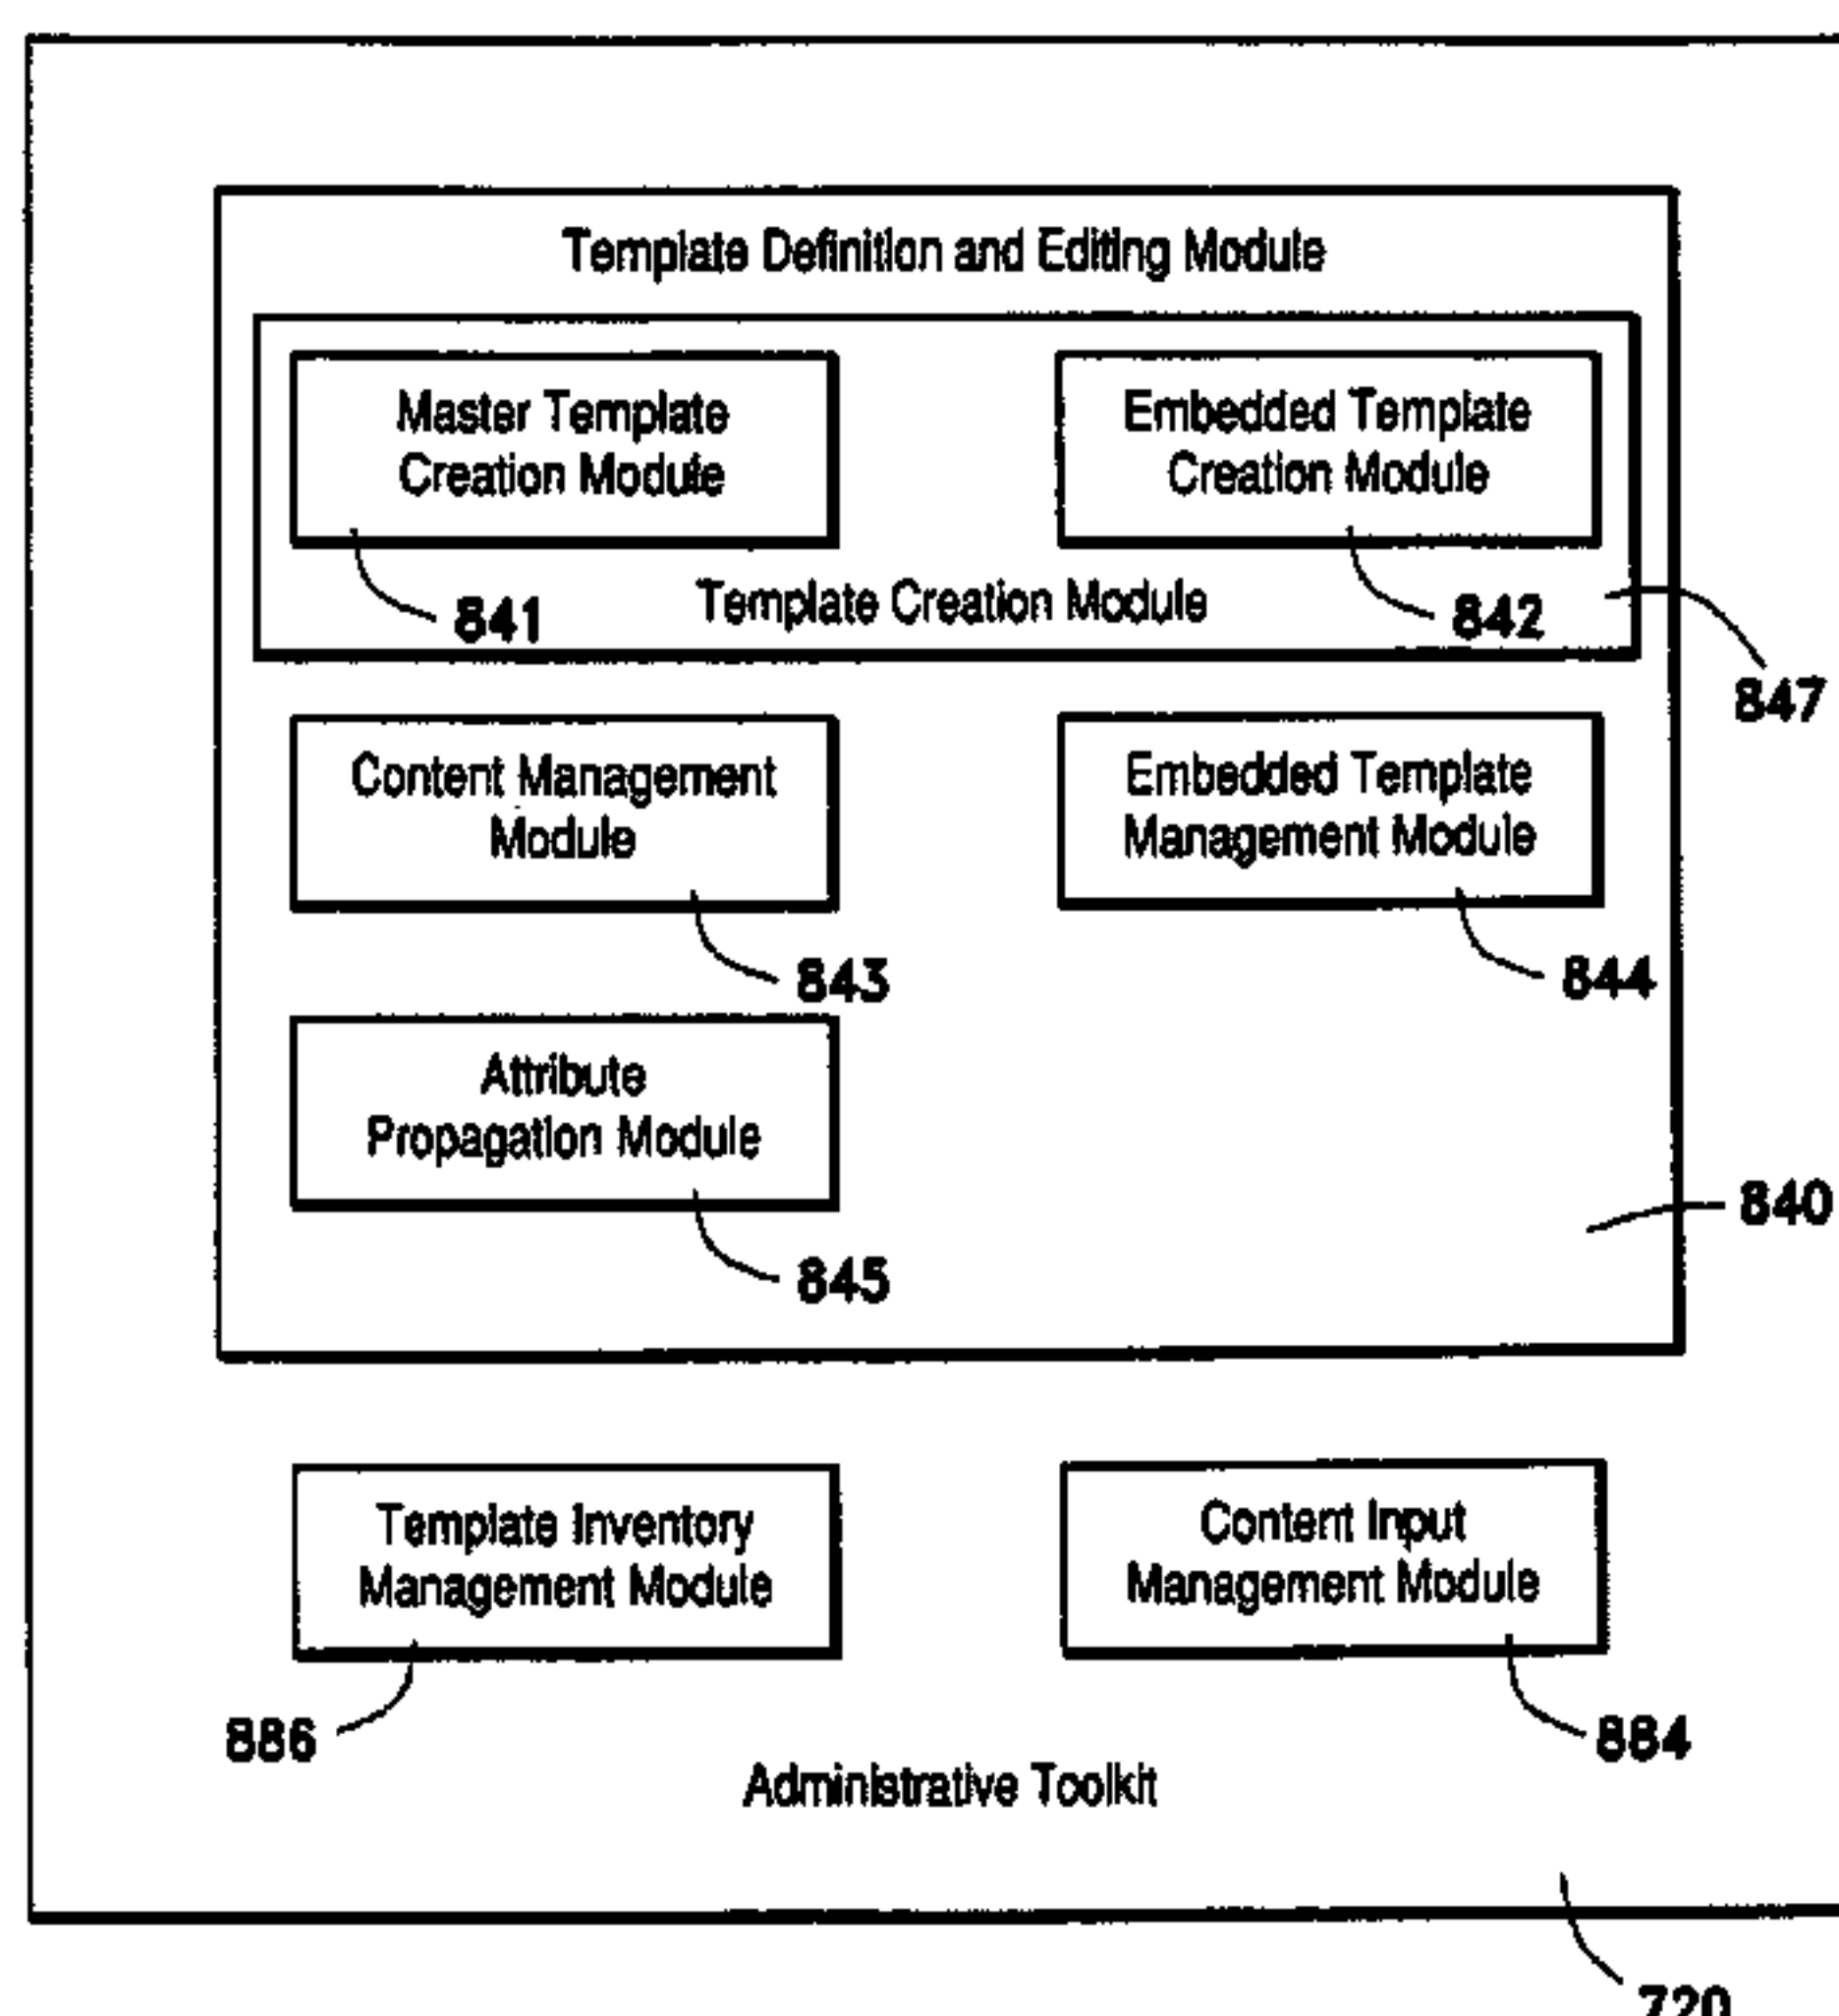 Template Definition and Editing Module
Master Template
Creation Module
Embedded Template
Creation Module
841
Template Creation Module
842
847
Content Management
Module
Embedded Template
Management Module
843
844
Attribute
Propagation Module
840
845
Template Inventory
Management Module
Content Input
Management Module
886
884
Administrative Toolkit
720